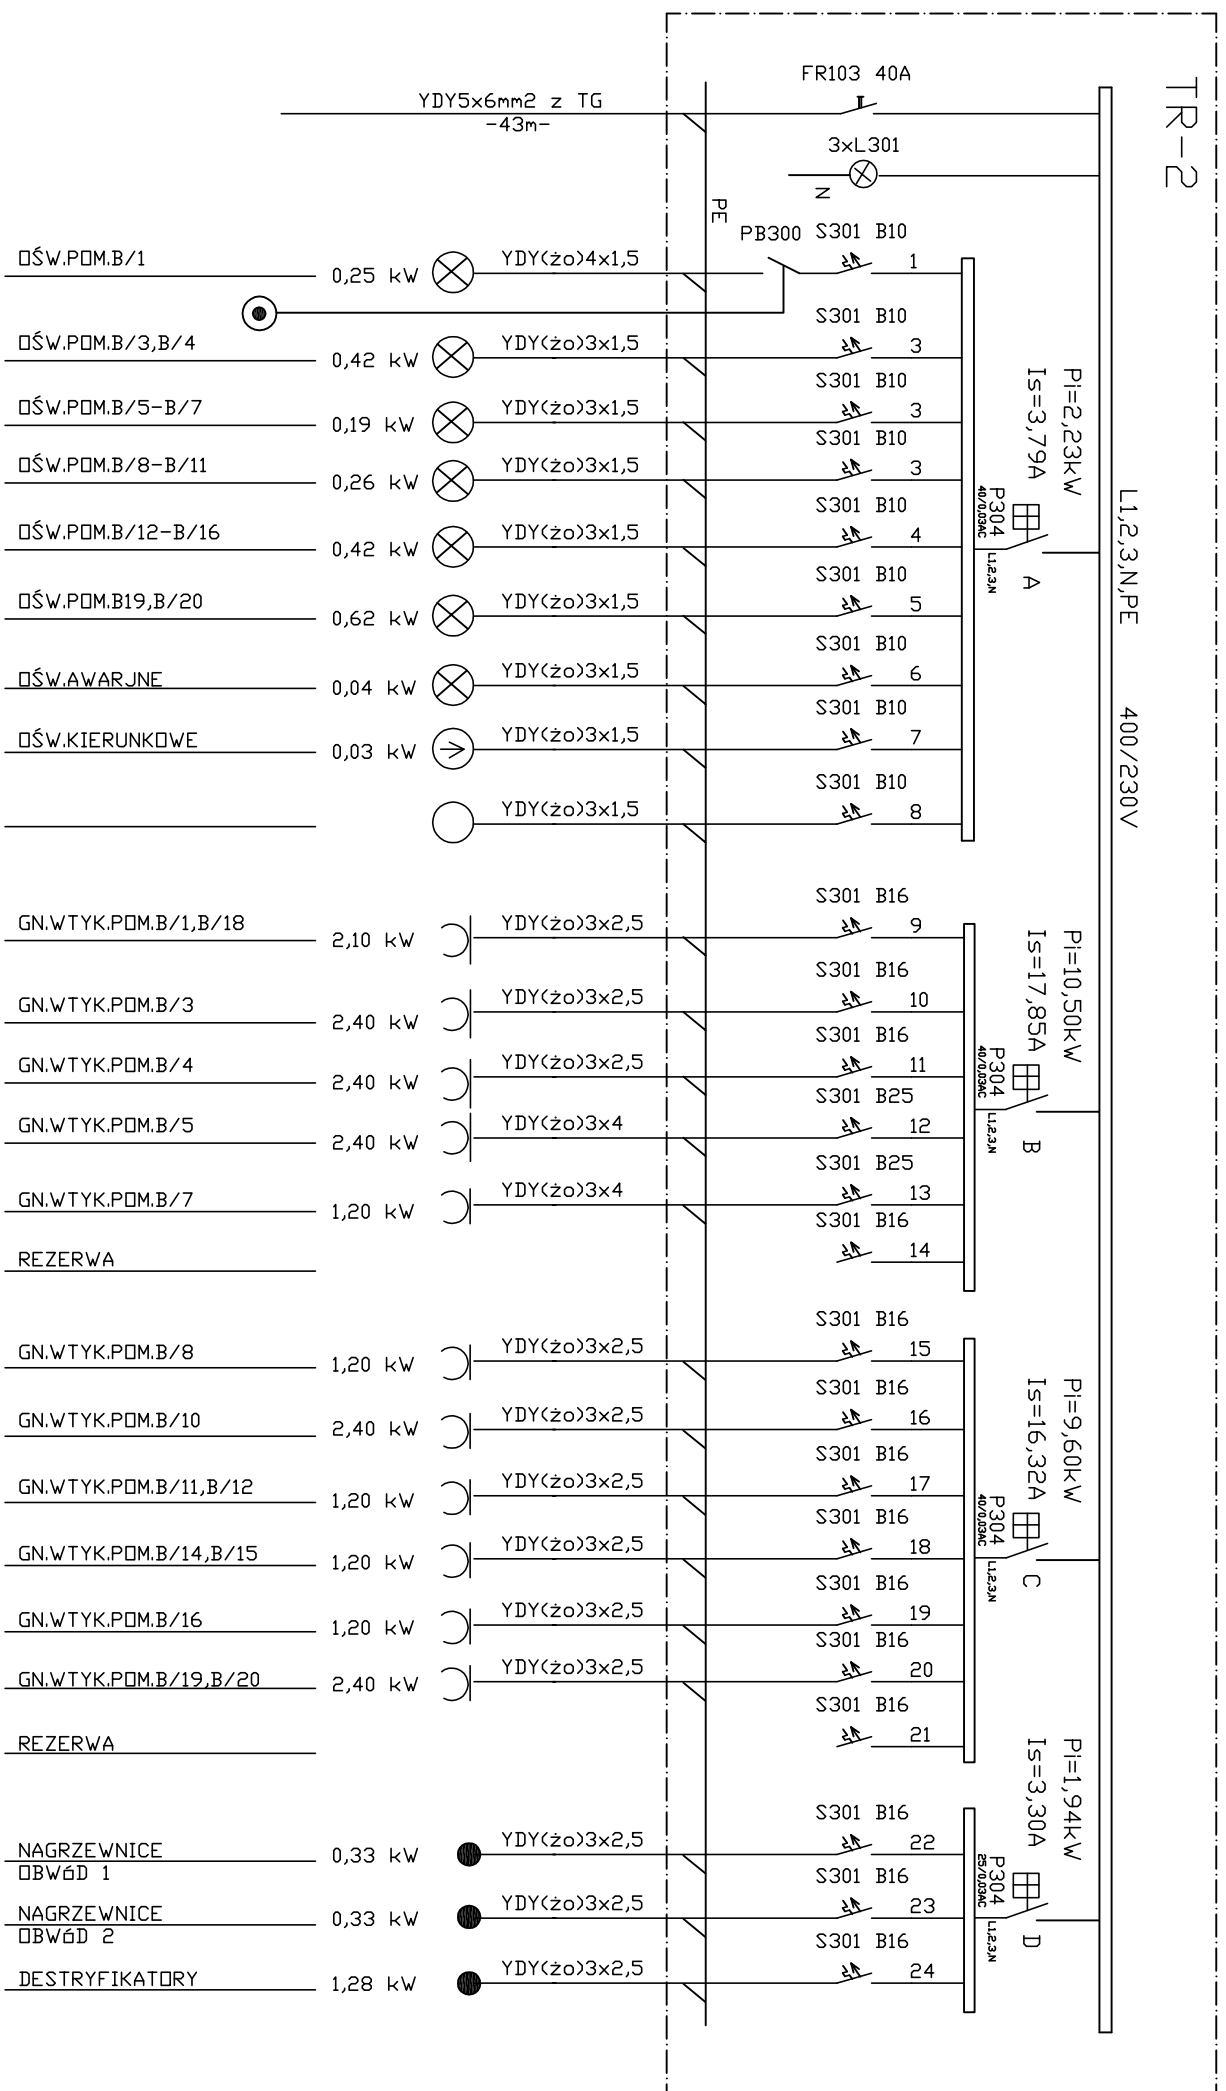 TR-2
FR103 40A
YDY5x6mm2 z TG
-43m-
3xL301
N
PE
L1,2,3,N,PE 400/230V
PB300
S301 B10
1
YDY(żo)4x1,5
0,25 kW
OŚW.POM.B/1
S301 B10
3
YDY(żo)3x1,5
0,42 kW
OŚW.POM.B/3,B/4
S301 B10
3
YDY(żo)3x1,5
0,19 kW
OŚW.POM.B/5-B/7
S301 B10
3
YDY(żo)3x1,5
0,26 kW
OŚW.POM.B/8-B/11
S301 B10
4
YDY(żo)3x1,5
0,42 kW
OŚW.POM.B/12-B/16
S301 B10
5
YDY(żo)3x1,5
0,62 kW
OŚW.POM.B19,B/20
S301 B10
6
YDY(żo)3x1,5
0,04 kW
OŚW.AWARJNE
S301 B10
7
YDY(żo)3x1,5
0,03 kW
OŚW.KIERUNKOWE
S301 B10
8
YDY(żo)3x1,5
Pi=2,23kW
Is=3,79A
P304
40/0,03AC
L1,2,3,N
A
S301 B16
9
YDY(żo)3x2,5
2,10 kW
GN.WTYK.POM.B/1,B/18
S301 B16
10
YDY(żo)3x2,5
2,40 kW
GN.WTYK.POM.B/3
S301 B16
11
YDY(żo)3x2,5
2,40 kW
GN.WTYK.POM.B/4
S301 B25
12
YDY(żo)3x4
2,40 kW
GN.WTYK.POM.B/5
S301 B25
13
YDY(żo)3x4
1,20 kW
GN.WTYK.POM.B/7
S301 B16
14
REZERWA
Pi=10,50kW
Is=17,85A
P304
40/0,03AC
L1,2,3,N
B
S301 B16
15
YDY(żo)3x2,5
1,20 kW
GN.WTYK.POM.B/8
S301 B16
16
YDY(żo)3x2,5
2,40 kW
GN.WTYK.POM.B/10
S301 B16
17
YDY(żo)3x2,5
1,20 kW
GN.WTYK.POM.B/11,B/12
S301 B16
18
YDY(żo)3x2,5
1,20 kW
GN.WTYK.POM.B/14,B/15
S301 B16
19
YDY(żo)3x2,5
1,20 kW
GN.WTYK.POM.B/16
S301 B16
20
YDY(żo)3x2,5
2,40 kW
GN.WTYK.POM.B/19,B/20
S301 B16
21
REZERWA
Pi=9,60kW
Is=16,32A
P304
40/0,03AC
L1,2,3,N
C
S301 B16
22
YDY(żo)3x2,5
0,33 kW
NAGRZEWNICE
OBWóD 1
S301 B16
23
YDY(żo)3x2,5
0,33 kW
NAGRZEWNICE
OBWóD 2
S301 B16
24
YDY(żo)3x2,5
1,28 kW
DESTRYFIKATORY
Pi=1,94kW
Is=3,30A
P304
25/0,03AC
L1,2,3,N
D